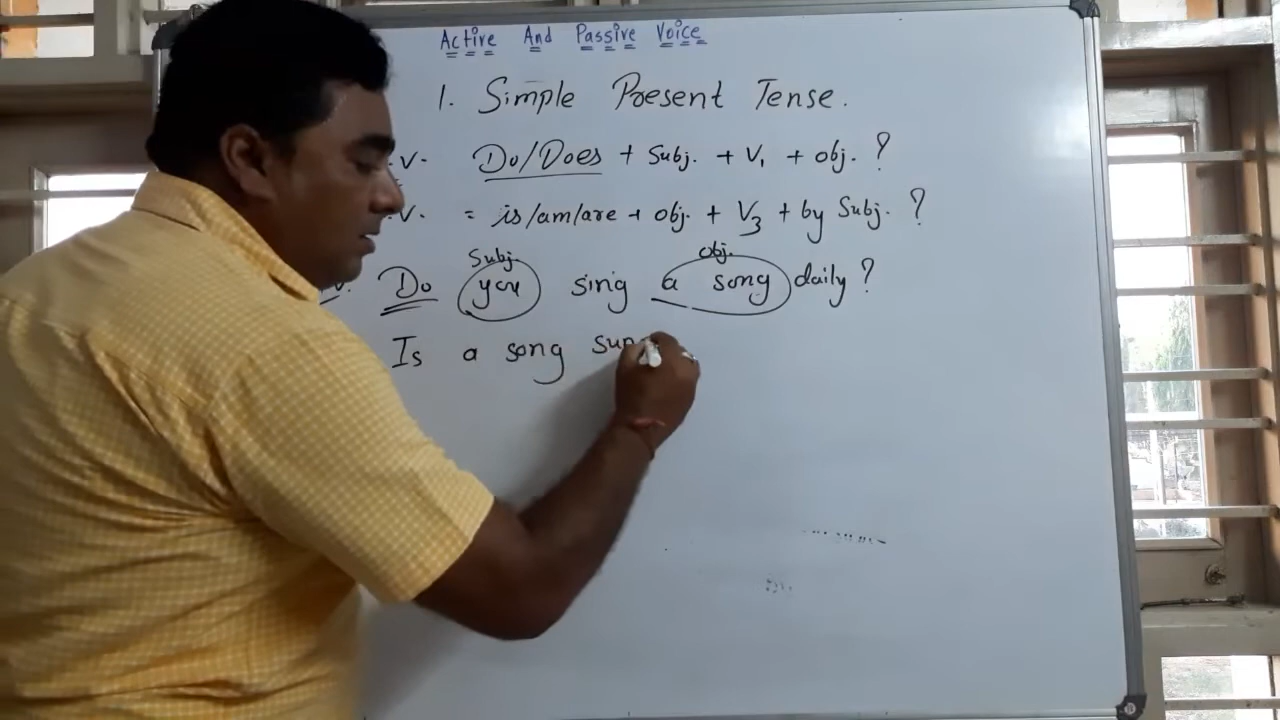 Active And Passive Voice
1. Simple Present Tense.
.V. Do/Does + Subj. + V₁ + obj. ?
.V. = is/am/are + obj. + V₃ + by Subj. ?
Subj. obj.
Do you sing a song daily ?
Is a song